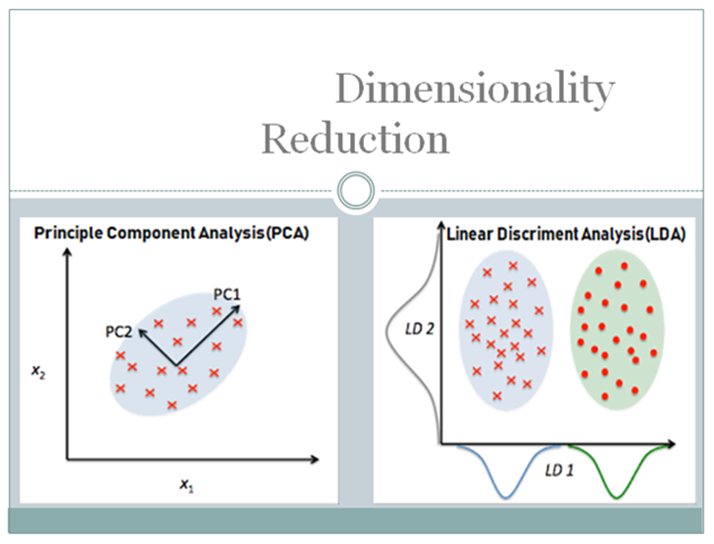 Dimensionality
Reduction
Principle Component Analysis(PCA)
PC1
PC2
x2
x1
Linear Discriment Analysis(LDA)
LD 2
LD 1